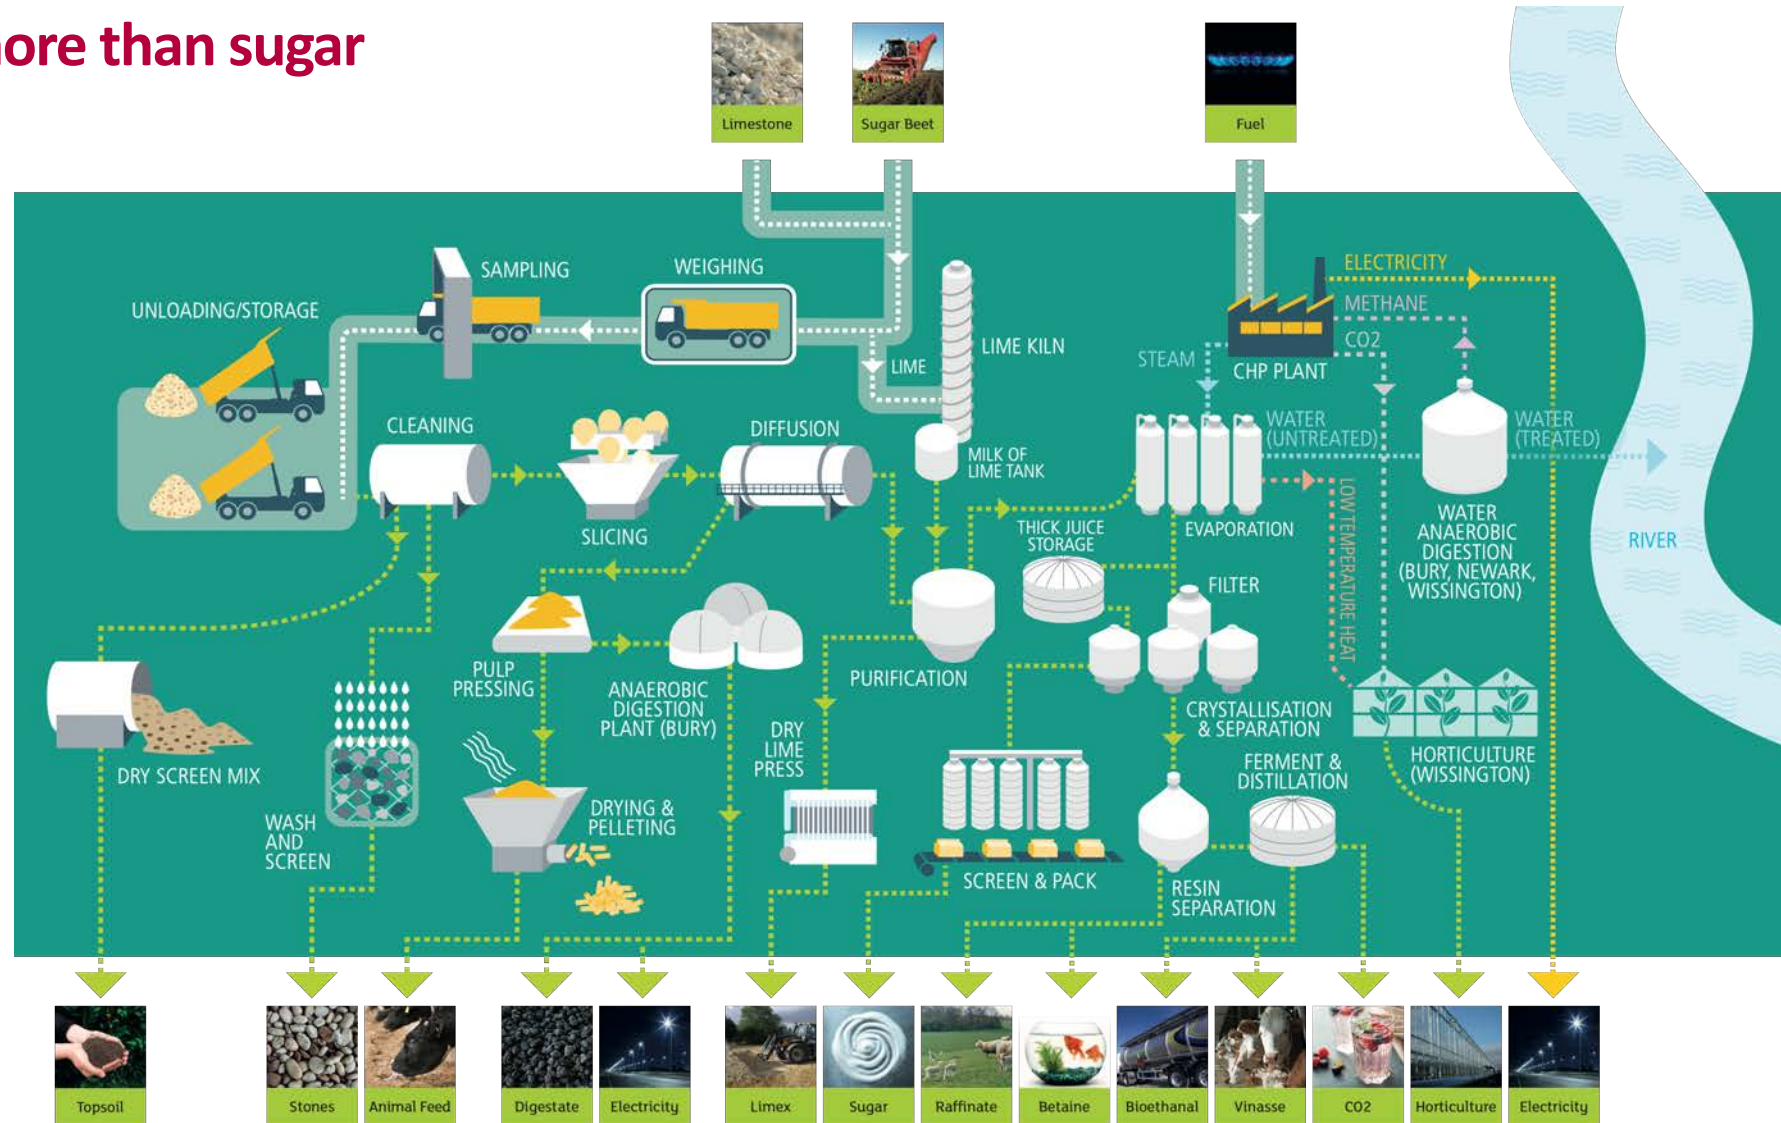 more than sugar
Limestone
Sugar Beet
Fuel
UNLOADING/STORAGE
SAMPLING
WEIGHING
LIME
LIME KILN
MILK OF
LIME TANK
ELECTRICITY
METHANE
CO2
STEAM
CHP PLANT
WATER
(UNTREATED)
WATER
(TREATED)
CLEANING
SLICING
DIFFUSION
THICK JUICE
STORAGE
EVAPORATION
LOW TEMPERATURE HEAT
WATER
ANAEROBIC
DIGESTION
(BURY, NEWARK,
WISSINGTON)
RIVER
FILTER
PULP
PRESSING
ANAEROBIC
DIGESTION
PLANT (BURY)
PURIFICATION
DRY
LIME
PRESS
CRYSTALLISATION
& SEPARATION
FERMENT &
DISTILLATION
HORTICULTURE
(WISSINGTON)
DRY SCREEN MIX
WASH
AND
SCREEN
DRYING &
PELLETING
SCREEN & PACK
RESIN
SEPARATION
Topsoil
Stones
Animal Feed
Digestate
Electricity
Limex
Sugar
Raffinate
Betaine
Bioethanal
Vinasse
CO2
Horticulture
Electricity